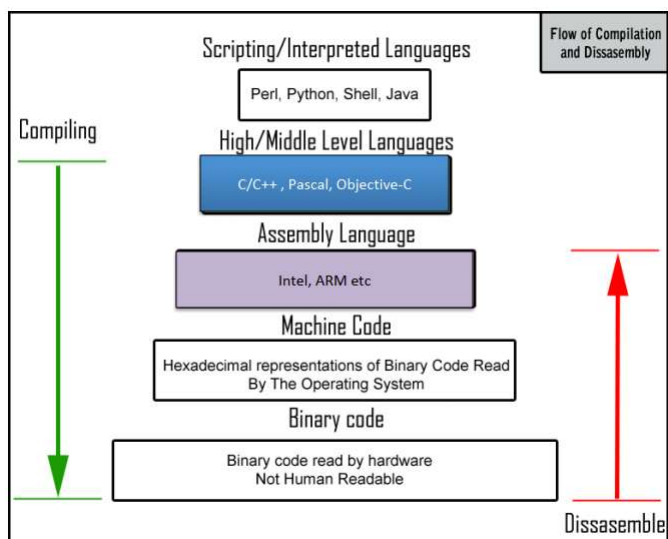 Flow of Compilation
and Dissasembly
Scripting/Interpreted Languages
Perl, Python, Shell, Java
Compiling
High/Middle Level Languages
C/C++ , Pascal, Objective-C
Assembly Language
Intel, ARM etc
Machine Code
Hexadecimal representations of Binary Code Read
By The Operating System
Binary code
Binary code read by hardware
Not Human Readable
Dissasemble